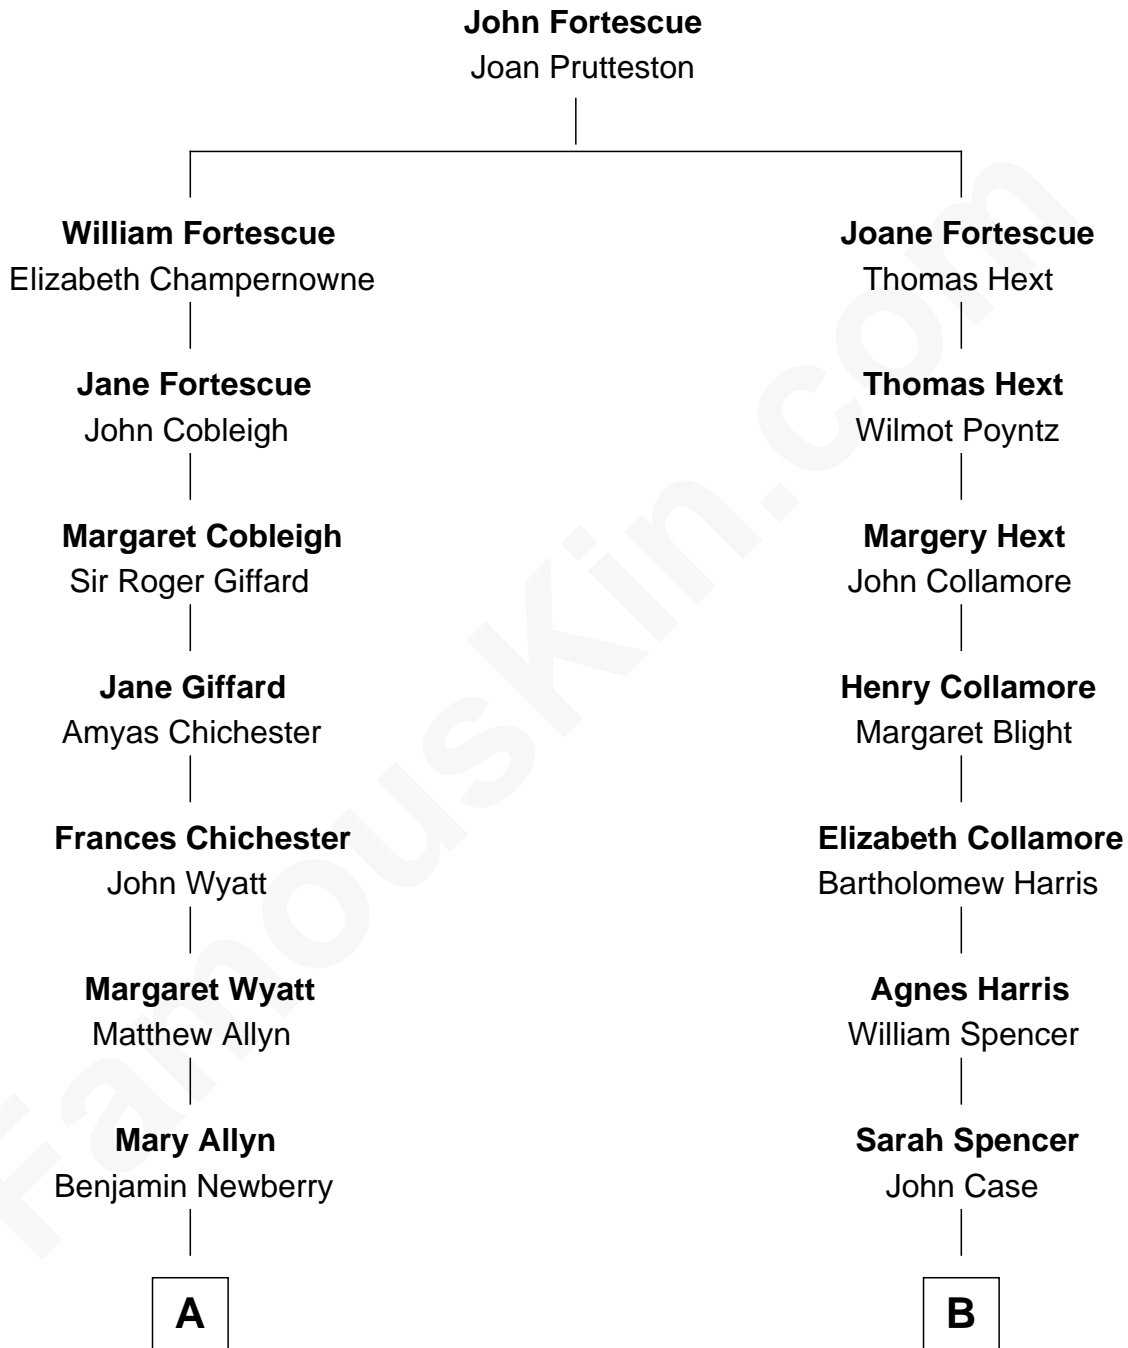 John Fortescue
Joan Prutteston
William Fortescue
Elizabeth Champernowne
Joane Fortescue
Thomas Hext
Jane Fortescue
John Cobleigh
Thomas Hext
Wilmot Poyntz
Margaret Cobleigh
Sir Roger Giffard
Margery Hext
John Collamore
Jane Giffard
Amyas Chichester
Henry Collamore
Margaret Blight
Frances Chichester
John Wyatt
Elizabeth Collamore
Bartholomew Harris
Margaret Wyatt
Matthew Allyn
Agnes Harris
William Spencer
Mary Allyn
Benjamin Newberry
Sarah Spencer
John Case
A
B
FamousKin.com